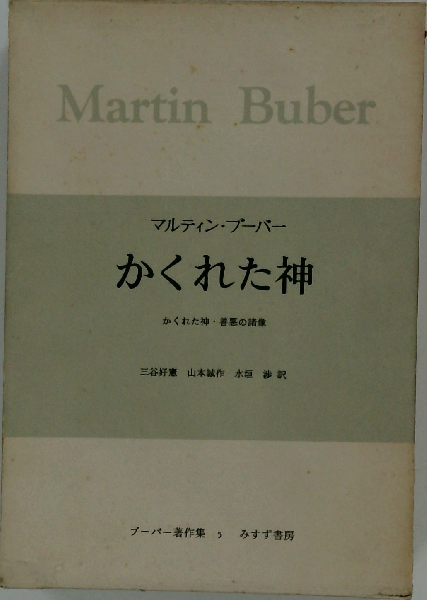 Martin Buber
マルティン・ブーバー
かくれた神
かくれた神・善悪の諸像
三谷好憲 山本誠作 水垣 渉 訳
ブーバー著作集 5 みすず書房